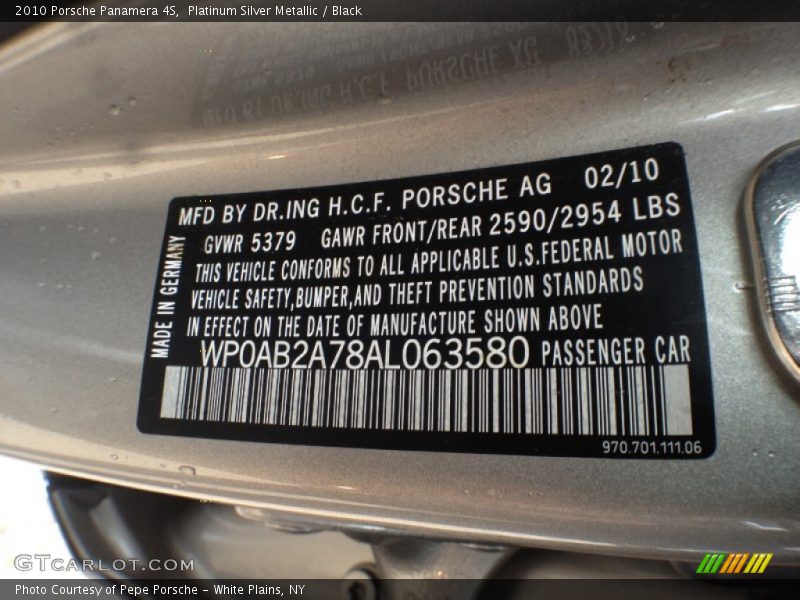 2010 Porsche Panamera 4S,  Platinum Silver Metallic / Black
MFD BY DR.ING H.C.F. PORSCHE AG 02/10
GVWR 5379 GAWR FRONT/REAR 2590/2954 LBS
THIS VEHICLE CONFORMS TO ALL APPLICABLE U.S.FEDERAL MOTOR
VEHICLE SAFETY,BUMPER,AND THEFT PREVENTION STANDARDS
IN EFFECT ON THE DATE OF MANUFACTURE SHOWN ABOVE
WP0AB2A78AL063580 PASSENGER CAR
MADE IN GERMANY
970.701.111.06
GTCARLOT.COM
Photo Courtesy of Pepe Porsche - White Plains, NY